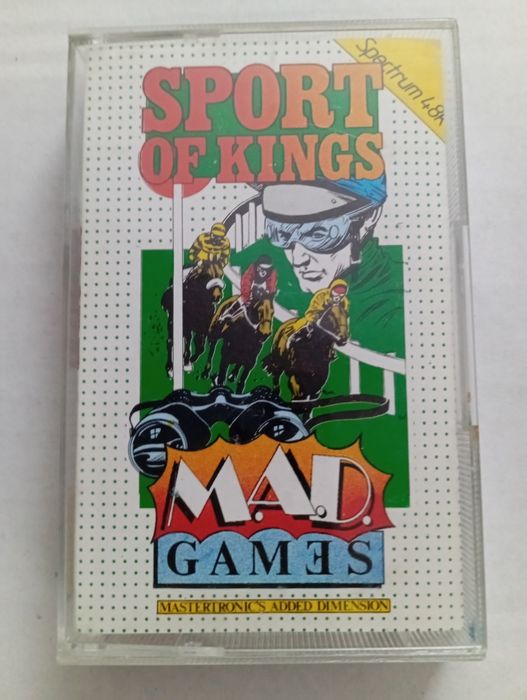 Spectrum 48K
SPORT
OF KINGS
M.A.D.
GAMES
MASTERTRONIC'S ADDED DIMENSION